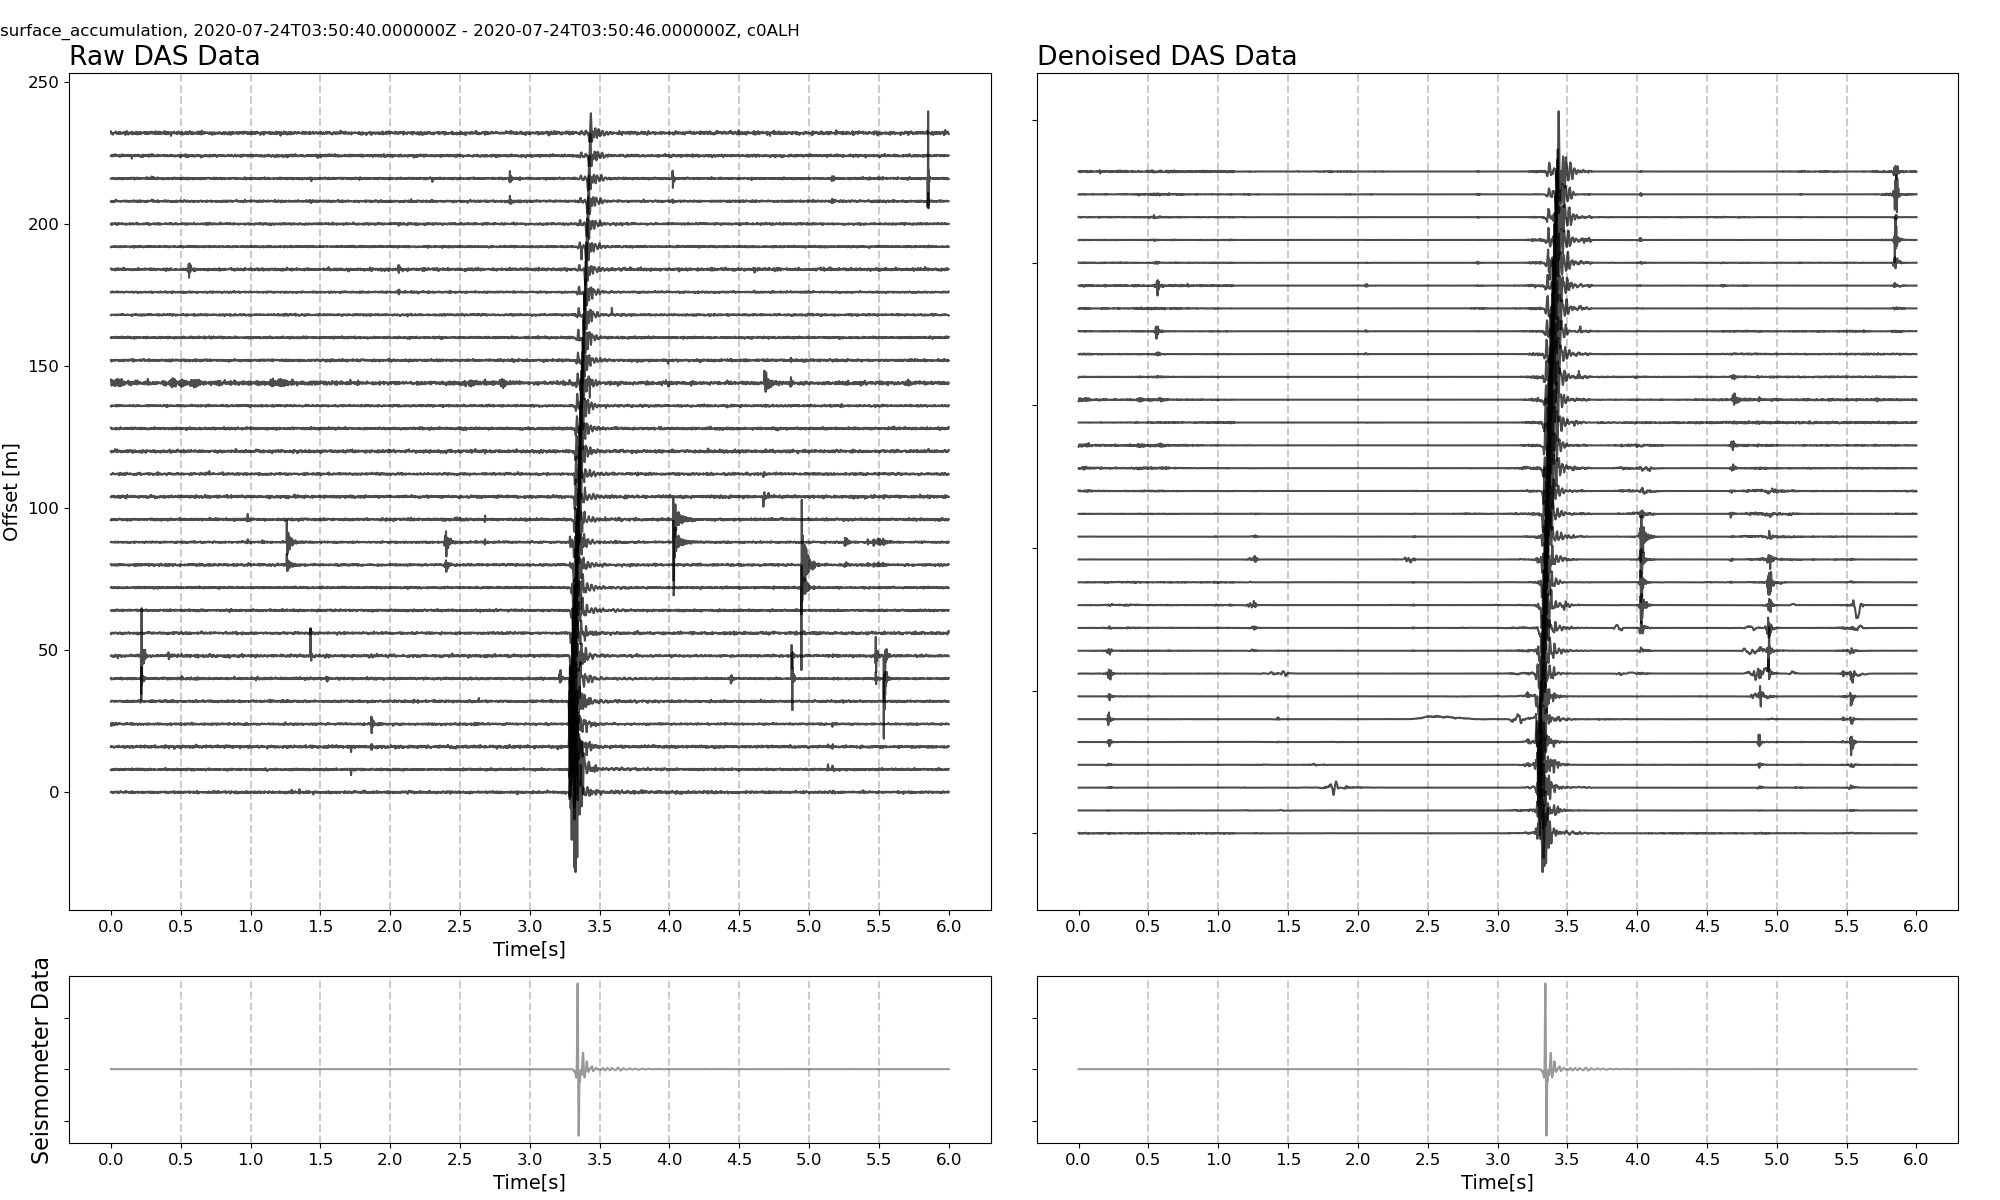 surface_accumulation, 2020-07-24T03:50:40.000000Z - 2020-07-24T03:50:46.000000Z, c0ALH
Raw DAS Data
Denoised DAS Data
Offset [m]
250
200
150
100
50
0
0.0 0.5 1.0 1.5 2.0 2.5 3.0 3.5 4.0 4.5 5.0 5.5 6.0
Time[s]
0.0 0.5 1.0 1.5 2.0 2.5 3.0 3.5 4.0 4.5 5.0 5.5 6.0
Seismometer Data
0.0 0.5 1.0 1.5 2.0 2.5 3.0 3.5 4.0 4.5 5.0 5.5 6.0
Time[s]
0.0 0.5 1.0 1.5 2.0 2.5 3.0 3.5 4.0 4.5 5.0 5.5 6.0
Time[s]